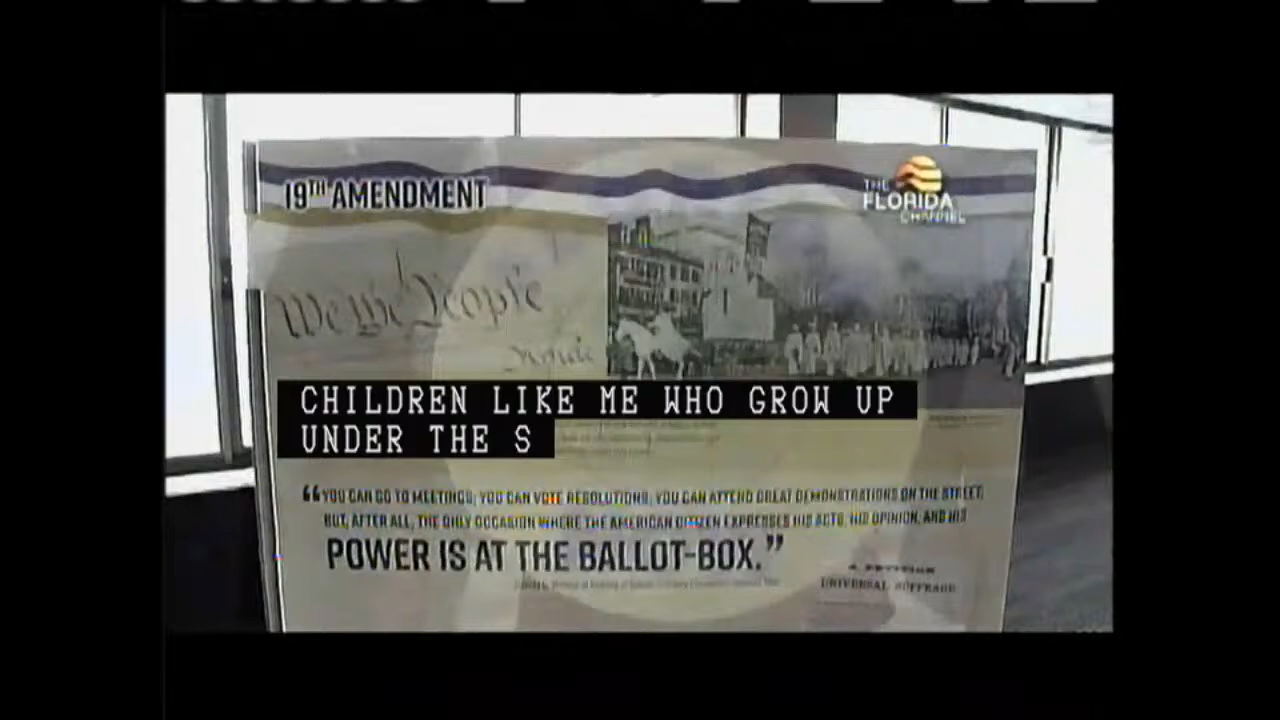 19TH AMENDMENT
THE
FLORIDA
CHANNEL
We the People
CHILDREN LIKE ME WHO GROW UP
UNDER THE S
“YOU CAN GO TO MEETINGS; YOU CAN VOTE RESOLUTIONS; YOU CAN ATTEND GREAT DEMONSTRATIONS ON THE STREET;
BUT, AFTER ALL, THE ONLY OCCASION WHERE THE AMERICAN CITIZEN EXPRESSES HIS ACTS, HIS OPINION, AND HIS
POWER IS AT THE BALLOT-BOX.”
A PETITION
UNIVERSAL SUFFRAGE